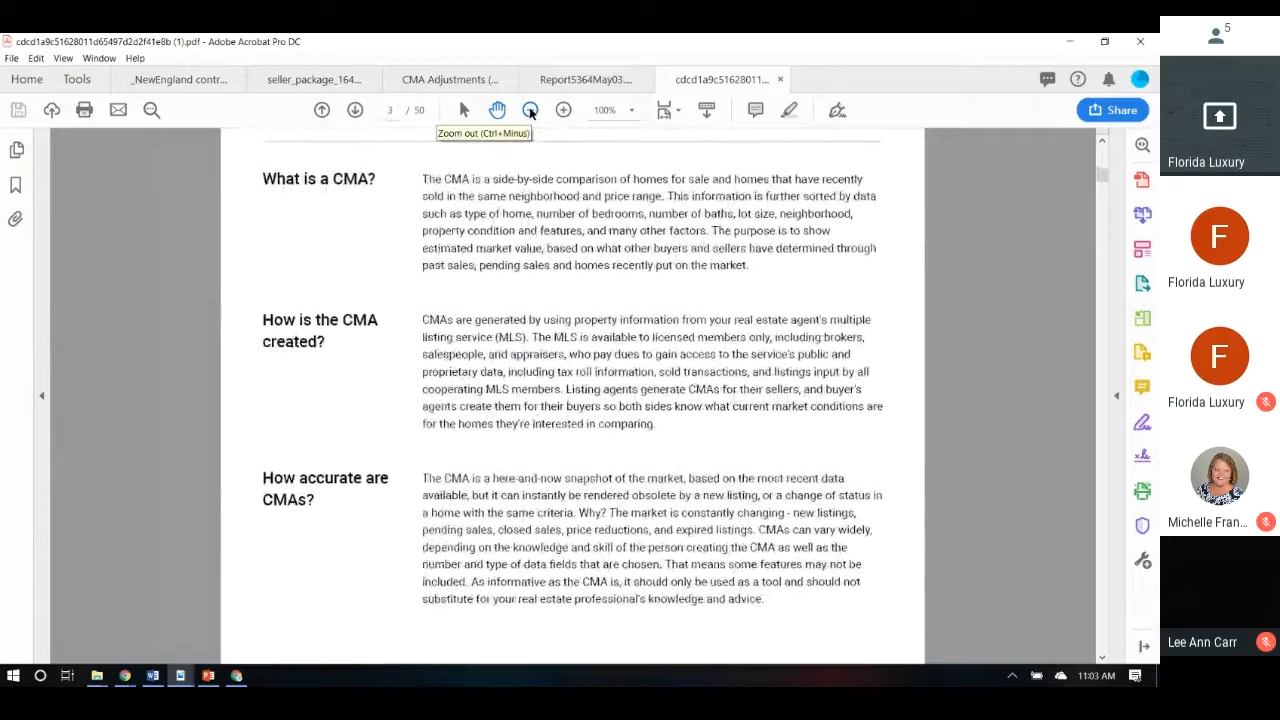 5
cdcd1a9c51628011d65497d2d2f41e8b (1).pdf - Adobe Acrobat Pro DC
File Edit View Window Help
Home Tools _NewEngland contr... seller_package_164... CMA Adjustments (... Report5364May03.... cdcd1a9c51628011... ×
3 / 50 100% Share
Zoom out (Ctrl+Minus)
What is a CMA?
The CMA is a side-by-side comparison of homes for sale and homes that have recently
sold in the same neighborhood and price range. This information is further sorted by data
such as type of home, number of bedrooms, number of baths, lot size, neighborhood,
property condition and features, and many other factors. The purpose is to show
estimated market value, based on what other buyers and sellers have determined through
past sales, pending sales and homes recently put on the market.
How is the CMA
created?
CMAs are generated by using property information from your real estate agent's multiple
listing service (MLS). The MLS is available to licensed members only, including brokers,
salespeople, and appraisers, who pay dues to gain access to the service's public and
proprietary data, including tax roll information, sold transactions, and listings input by all
cooperating MLS members. Listing agents generate CMAs for their sellers, and buyer's
agents create them for their buyers so both sides know what current market conditions are
for the homes they're interested in comparing.
How accurate are
CMAs?
The CMA is a here-and-now snapshot of the market, based on the most recent data
available, but it can instantly be rendered obsolete by a new listing, or a change of status in
a home with the same criteria. Why? The market is constantly changing - new listings,
pending sales, closed sales, price reductions, and expired listings. CMAs can vary widely,
depending on the knowledge and skill of the person creating the CMA as well as the
number and type of data fields that are chosen. That means some features may not be
included. As informative as the CMA is, it should only be used as a tool and should not
substitute for your real estate professional's knowledge and advice.
11:03 AM
Florida Luxury
F
Florida Luxury
F
Florida Luxury
Michelle Fran...
Lee Ann Carr